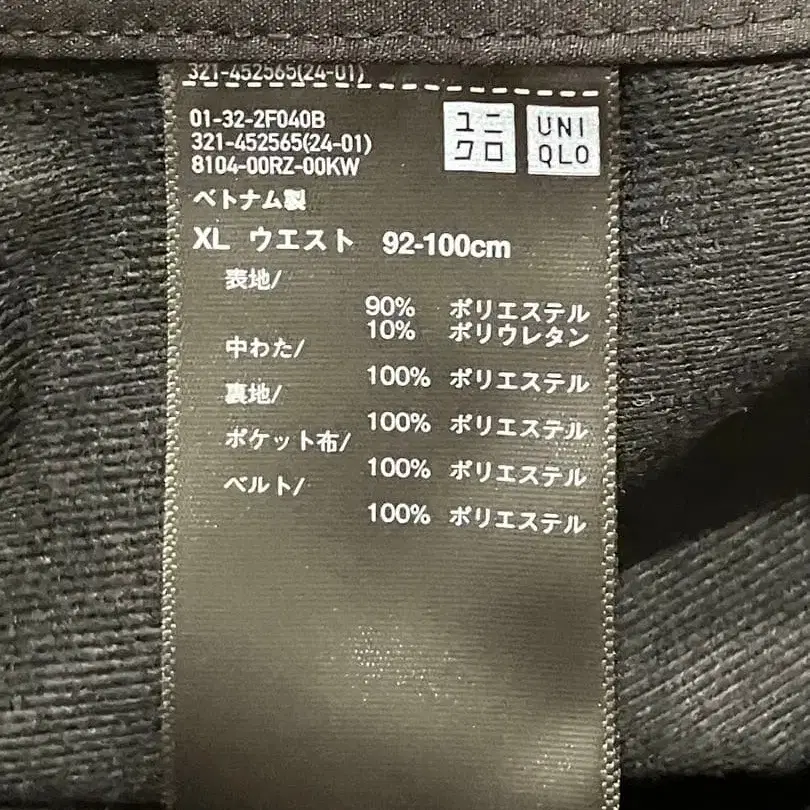 321-452565(24-01)
ユニ
クロ
UNI
QLO
01-32-2F040B
321-452565(24-01)
8104-00RZ-00KW
ベトナム製
XL ウエスト 92-100cm
表地/
90% ポリエステル
10% ポリウレタン
中わた/
100% ポリエステル
裏地/
100% ポリエステル
ポケット布/
100% ポリエステル
ベルト/
100% ポリエステル